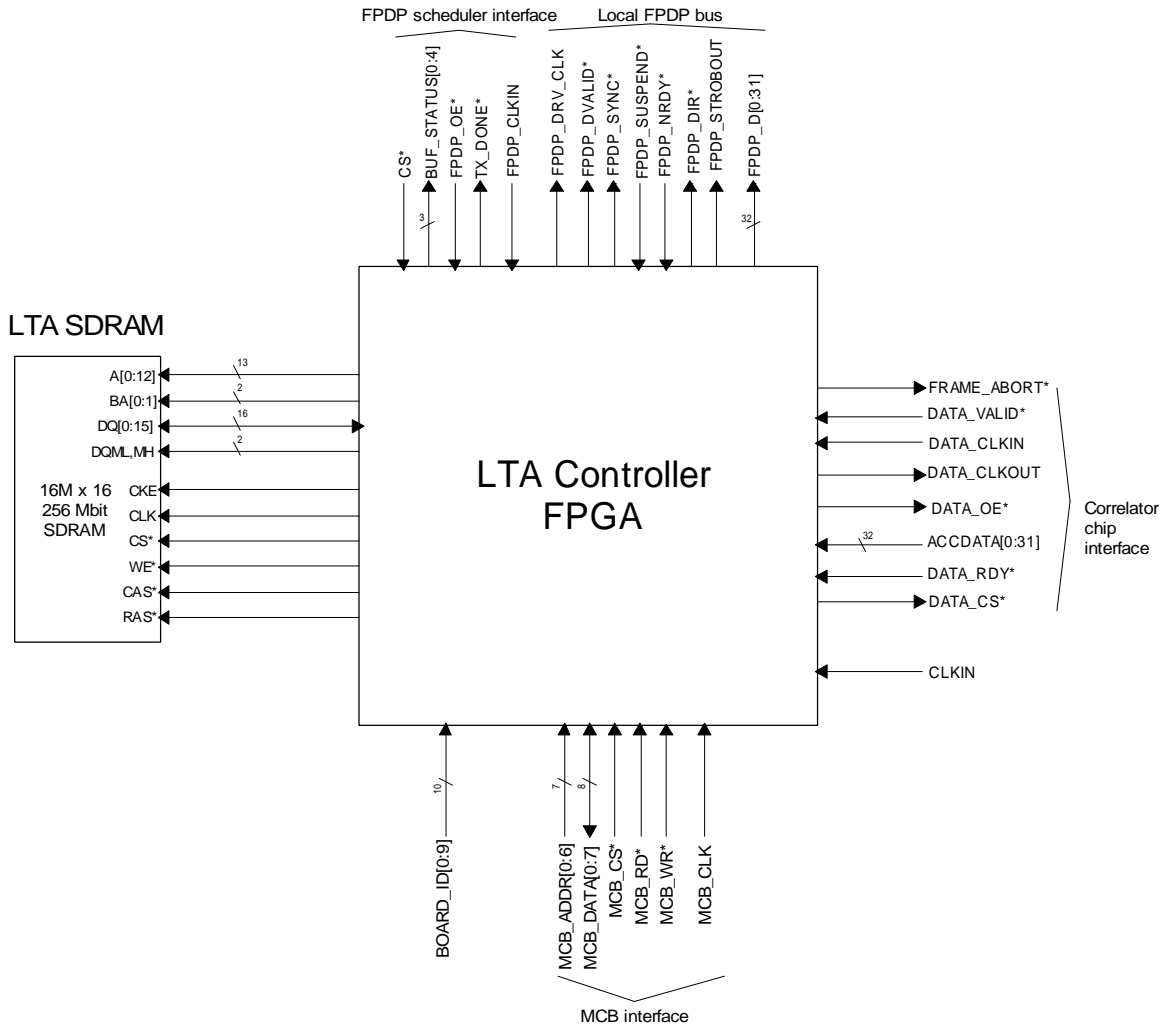 FPDP scheduler interface
Local FPDP bus
CS*
BUF_STATUS[0:4]
FPDP_OE*
TX_DONE*
FPDP_CLKIN
FPDP_DRV_CLK
FPDP_DVALID*
FPDP_SYNC*
FPDP_SUSPEND*
FPDP_NRDY*
FPDP_DIR*
FPDP_STROBOUT
FPDP_D[0:31]
3
32
LTA SDRAM
A[0:12]
13
BA[0:1]
2
DQ[0:15]
16
DQML,MH
2
16M x 16
256 Mbit
SDRAM
CKE
CLK
CS*
WE*
CAS*
RAS*
LTA Controller
FPGA
FRAME_ABORT*
DATA_VALID*
DATA_CLKIN
DATA_CLKOUT
DATA_OE*
32
ACCDATA[0:31]
DATA_RDY*
DATA_CS*
Correlator
chip
interface
CLKIN
10
7
8
BOARD_ID[0:9]
MCB_ADDR[0:6]
MCB_DATA[0:7]
MCB_CS*
MCB_RD*
MCB_WR*
MCB_CLK
MCB interface